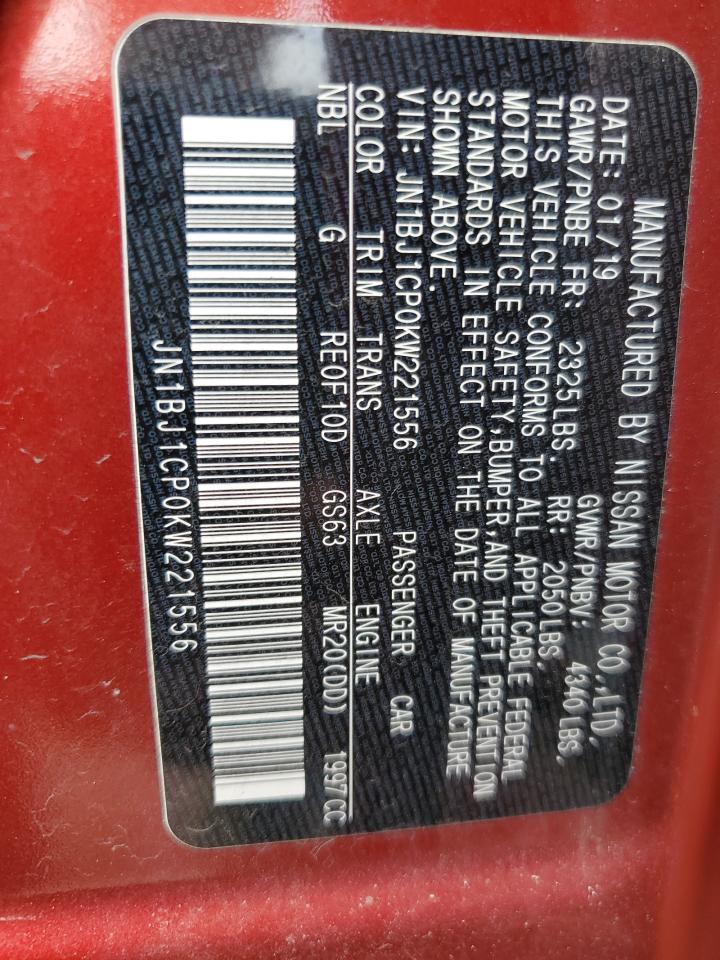 MANUFACTURED BY NISSAN MOTOR CO.,LTD,
DATE: 01/19 GVWR/PNBV: 4340 LBS,
GAWR/PNBE FR: 2325 LBS, RR: 2050 LBS,
THIS VEHICLE CONFORMS TO ALL APPLICABLE FEDERAL
MOTOR VEHICLE SAFETY,BUMPER,AND THEFT PREVENTION
STANDARDS IN EFFECT ON THE DATE OF MANUFACTURE
SHOWN ABOVE.
VIN: JN1BJ1CP0KW221556 PASSENGER CAR
COLOR TRIM TRANS AXLE ENGINE
NBL G RE0F10D GS63 MR20(DD) 1997CC
JN1BJ1CP0KW221556